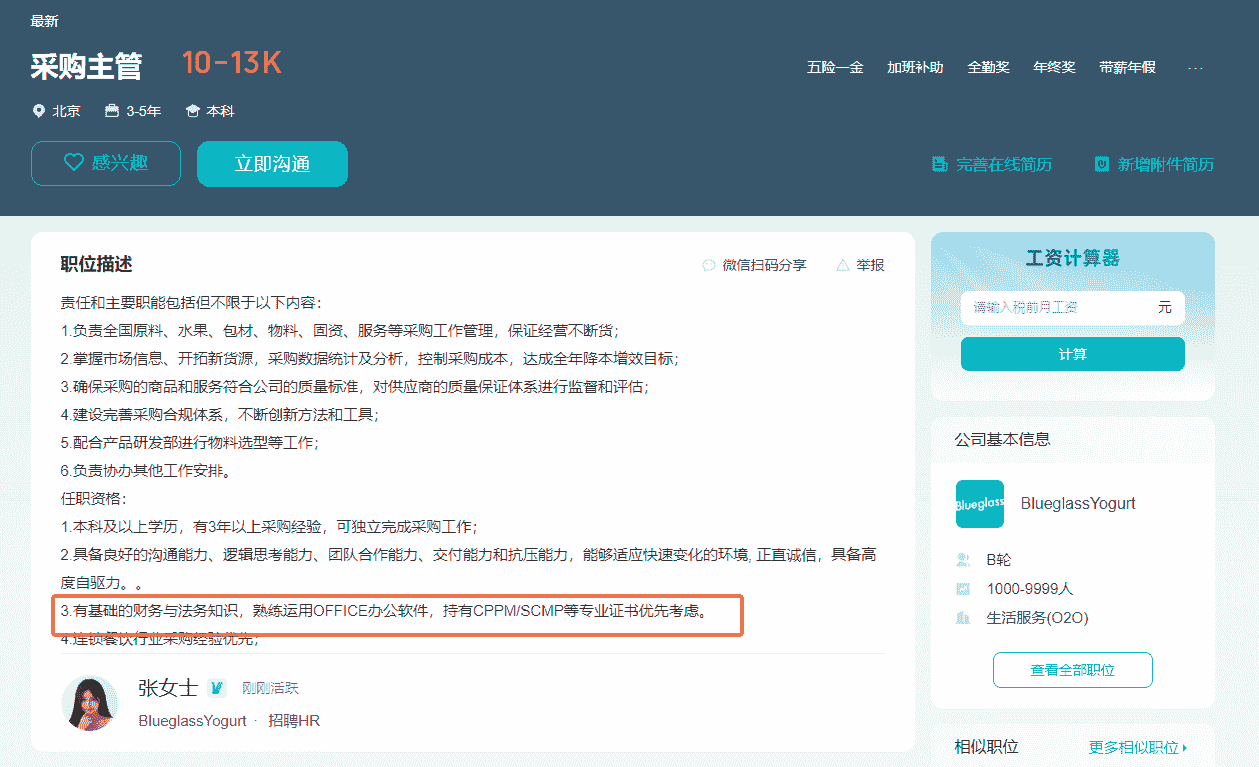 最新
采购主管 10-13K
五险一金 加班补助 全勤奖 年终奖 带薪年假 ···
北京 3-5年 本科
感兴趣 立即沟通
完善在线简历 新增附件简历
职位描述
微信扫码分享 举报
责任和主要职能包括但不限于以下内容：
1.负责全国原料、水果、包材、物料、固资、服务等采购工作管理，保证经营不断货；
2.掌握市场信息、开拓新货源，采购数据统计及分析，控制采购成本，达成全年降本增效目标；
3.确保采购的商品和服务符合公司的质量标准，对供应商的质量保证体系进行监督和评估；
4.建设完善采购合规体系，不断创新方法和工具；
5.配合产品研发部进行物料选型等工作；
6.负责协办其他工作安排。
任职资格：
1.本科及以上学历，有3年以上采购经验，可独立完成采购工作；
2.具备良好的沟通能力、逻辑思考能力、团队合作能力、交付能力和抗压能力，能够适应快速变化的环境,正直诚信，具备高
度自驱力。。
3.有基础的财务与法务知识，熟练运用OFFICE办公软件，持有CPPM/SCMP等专业证书优先考虑。
4.连锁餐饮行业采购经验优先；
张女士 刚刚活跃
BlueglassYogurt · 招聘HR
工资计算器
请输入税前月工资 元
计算
公司基本信息
Blueglass
BlueglassYogurt
B轮
1000-9999人
生活服务(O2O)
查看全部职位
相似职位 更多相似职位